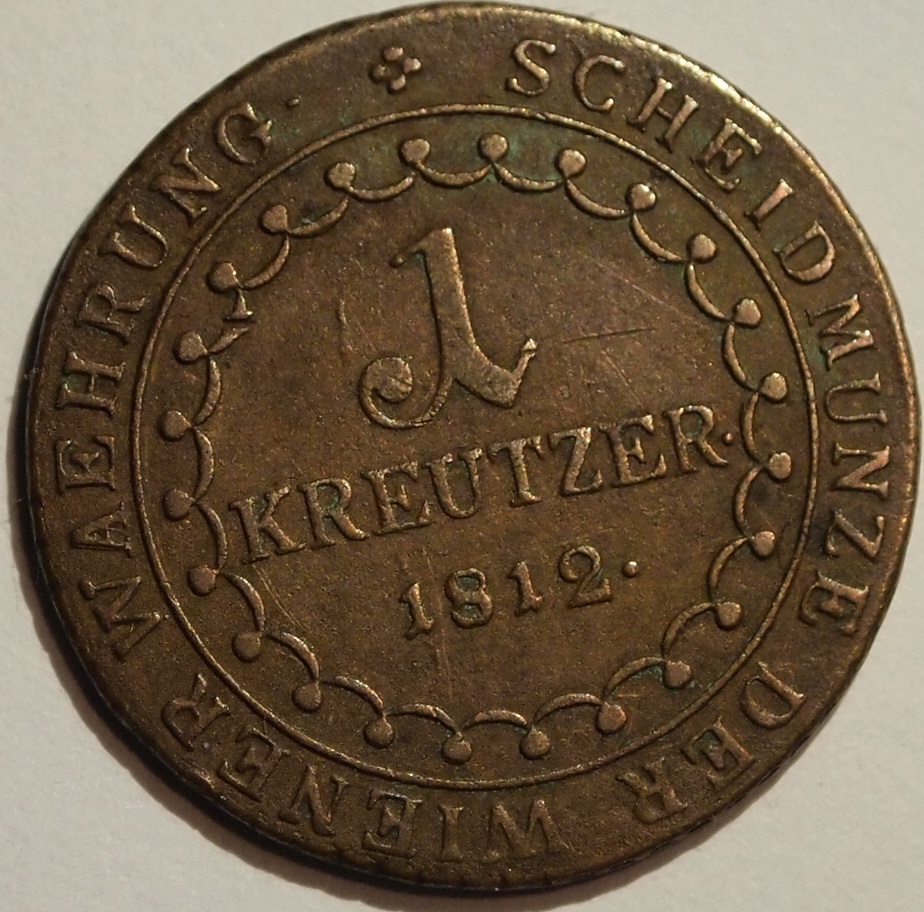 SCHEIDMUNZE DER WIENER WAEHRUNG·
1
KREUTZER·
1812·